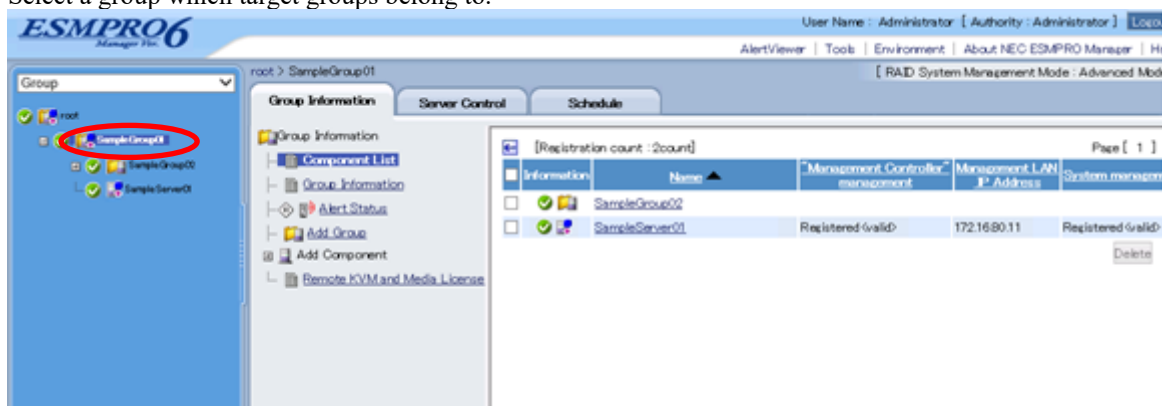 Select a group which target groups belong to.
ESMPRO6
Manager Ver.
User Name : Administrator [ Authority : Administrator ]
AlertViewer | Tools | Environment | About NEC ESMPRO Manager |
Group
root > SampleGroup01
[ RAID System Management Mode : Advanced
Group Information
Server Control
Schedule
root
SampleGroup01
SampleGroup02
SampleServer01
Group Information
Component List
Group Information
Alert Status
Add Group
Add Component
Remote KVM and Media License
[Registration count : 2count]
Page [ 1 ]
Information
Name ▲
"Management Controller" management
Management LAN IP Address
System
SampleGroup02
SampleServer01
Registered (valid)
172.16.80.11
Registered (valid)
Delete